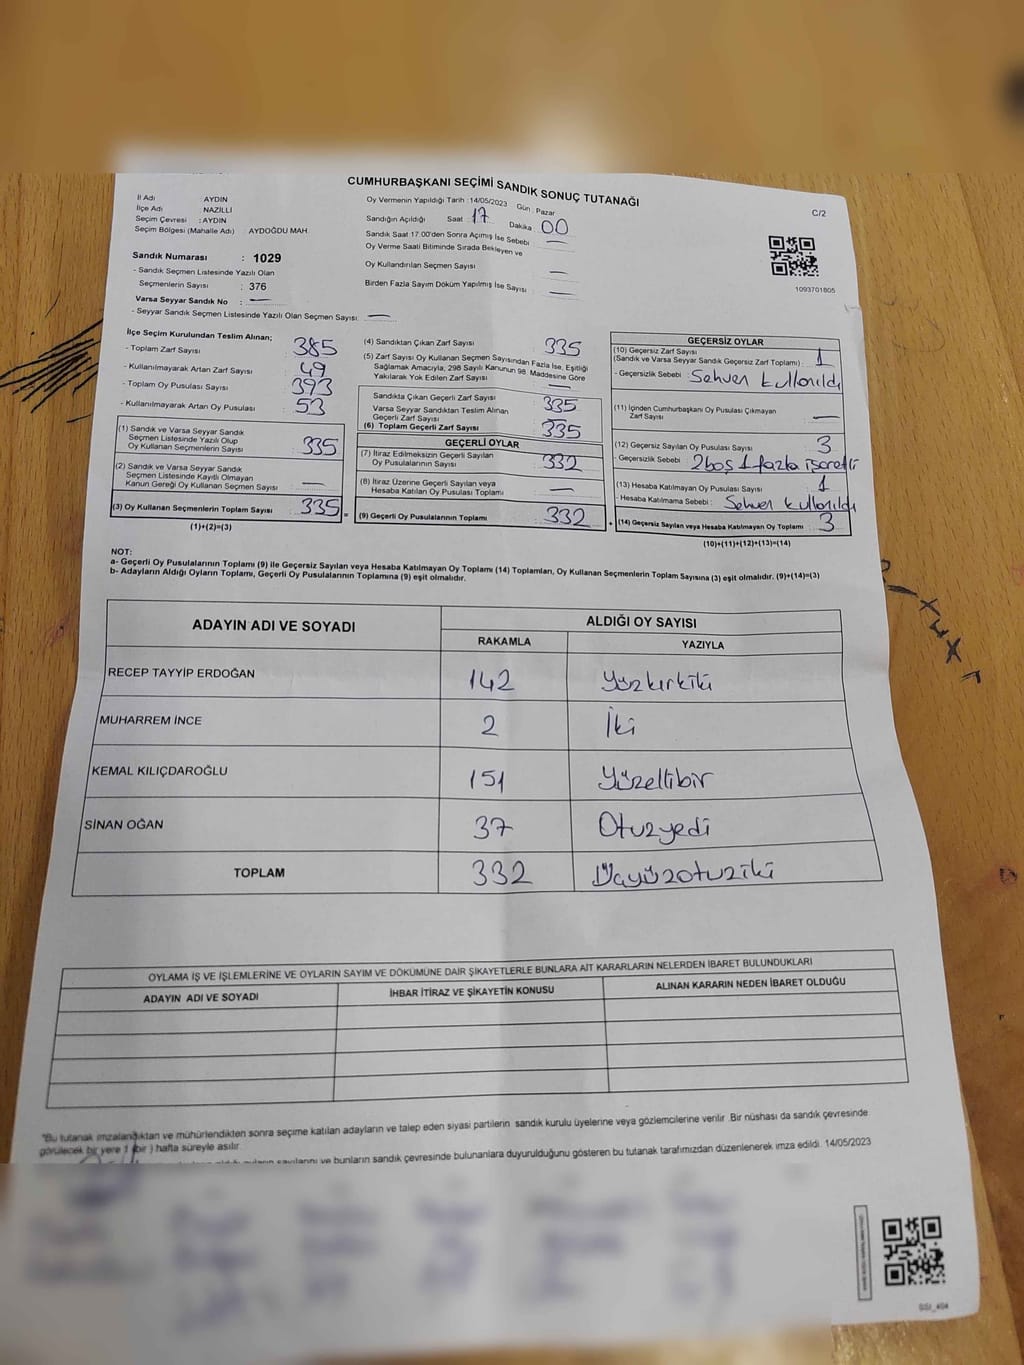 CUMHURBAŞKANI SEÇİMİ SANDIK SONUÇ TUTANAĞI
C/2
İl Adı : AYDIN
İlçe Adı : NAZİLLİ
Seçim Çevresi : AYDIN
Seçim Bölgesi (Mahalle Adı) AYDOĞDU MAH.
Sandık Numarası : 1029
- Sandık Seçmen Listesinde Yazılı Olan
Seçmenlerin Sayısı : 376
Varsa Seyyar Sandık No : —
- Seyyar Sandık Seçmen Listesinde Yazılı Olan Seçmen Sayısı: —
Oy Vermenin Yapıldığı Tarih :14/05/2023 Gün : Pazar
Sandığın Açıldığı Saat 17 Dakika 00
Sandık Saat 17.00'den Sonra Açılmış İse Sebebi —
Oy Verme Saati Bitiminde Sırada Bekleyen ve
Oy Kullandırılan Seçmen Sayısı —
Birden Fazla Sayım Döküm Yapılmış İse Sayısı —
1093701805
İlçe Seçim Kurulundan Teslim Alınan;
- Toplam Zarf Sayısı 385
- Kullanılmayarak Artan Zarf Sayısı 49
- Toplam Oy Pusulası Sayısı 393
- Kullanılmayarak Artan Oy Pusulası 53
(1) Sandık ve Varsa Seyyar Sandık
Seçmen Listesinde Yazılı Olup
Oy Kullanan Seçmenlerin Sayısı 335
(2) Sandık ve Varsa Seyyar Sandık
Seçmen Listesinde Kayıtlı Olmayan
Kanun Gereği Oy Kullanan Seçmen Sayısı —
(3) Oy Kullanan Seçmenlerin Toplam Sayısı 335 =
(1)+(2)=(3)
(4) Sandıktan Çıkan Zarf Sayısı 335
(5) Zarf Sayısı Oy Kullanan Seçmen Sayısından Fazla İse, Eşitliği
Sağlamak Amacıyla, 298 Sayılı Kanunun 98. Maddesine Göre
Yakılarak Yok Edilen Zarf Sayısı —
Sandıkta Çıkan Geçerli Zarf Sayısı 335
Varsa Seyyar Sandıktan Teslim Alınan
Geçerli Zarf Sayısı —
(6) Toplam Geçerli Zarf Sayısı 335
GEÇERLİ OYLAR
(7) İtiraz Edilmeksizin Geçerli Sayılan
Oy Pusulalarının Sayısı 332
(8) İtiraz Üzerine Geçerli Sayılan veya
Hesaba Katılan Oy Pusulası Toplamı —
(9) Geçerli Oy Pusulalarının Toplamı 332 +
GEÇERSİZ OYLAR
(10) Geçersiz Zarf Sayısı
(Sandık ve Varsa Seyyar Sandık Geçersiz Zarf Toplamı) : 1
- Geçersizlik Sebebi : Sehven kullanıldı
(11) İçinden Cumhurbaşkanı Oy Pusulası Çıkmayan
Zarf Sayısı —
(12) Geçersiz Sayılan Oy Pusulası Sayısı 3
- Geçersizlik Sebebi : 2boş 1 fazla işaretli
(13) Hesaba Katılmayan Oy Pusulası Sayısı 1
- Hesaba Katılmama Sebebi : Sehven kullanıldı
(14) Geçersiz Sayılan veya Hesaba Katılmayan Oy Toplamı 3
(10)+(11)+(12)+(13)=(14)
NOT:
a- Geçerli Oy Pusulalarının Toplamı (9) ile Geçersiz Sayılan veya Hesaba Katılmayan Oy Toplamı (14) Toplamları, Oy Kullanan Seçmenlerin Toplam Sayısına (3) eşit olmalıdır. (9)+(14)=(3)
b- Adayların Aldığı Oyların Toplamı, Geçerli Oy Pusulalarının Toplamına (9) eşit olmalıdır.
ADAYIN ADI VE SOYADI ALDIĞI OY SAYISI
RAKAMLA YAZIYLA
RECEP TAYYİP ERDOĞAN 142 Yüzkırkiki
MUHARREM İNCE 2 İki
KEMAL KILIÇDAROĞLU 151 Yüzellibir
SİNAN OĞAN 37 Otuzyedi
TOPLAM 332 Üçyüzotuziki
OYLAMA İŞ VE İŞLEMLERİNE VE OYLARIN SAYIM VE DÖKÜMÜNE DAİR ŞİKAYETLERLE BUNLARA AİT KARARLARIN NELERDEN İBARET BULUNDUKLARI
ADAYIN ADI VE SOYADI İHBAR İTİRAZ VE ŞİKAYETİN KONUSU ALINAN KARARIN NEDEN İBARET OLDUĞU
"Bu tutanak imzalandıktan ve mühürlendikten sonra seçime katılan adayların ve talep eden siyasi partilerin sandık kurulu üyelerine veya gözlemcilerine verilir .Bir nüshası da sandık çevresinde
görülecek bir yere 1 (bir ) hafta süreyle asılır.
sayılarını ve bunların sandık çevresinde bulunanlara duyurulduğunu gösteren bu tutanak tarafımızdan düzenlenerek imza edildi. 14/05/2023
SSI_404